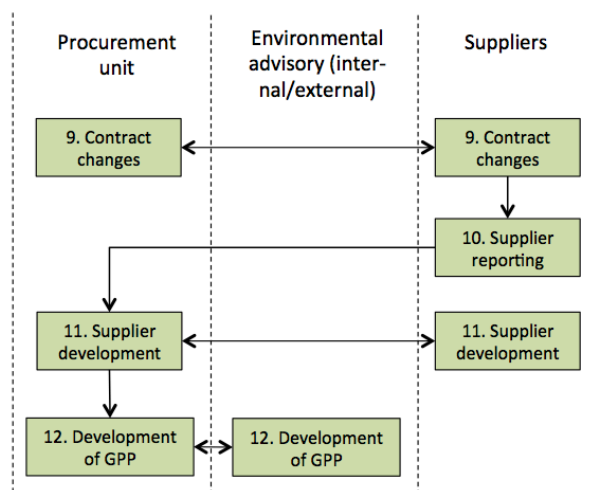 Procurement
unit
Environmental
advisory (inter-
nal/external)
Suppliers
9. Contract
changes
9. Contract
changes
10. Supplier
reporting
11. Supplier
development
11. Supplier
development
12. Development
of GPP
12. Development
of GPP